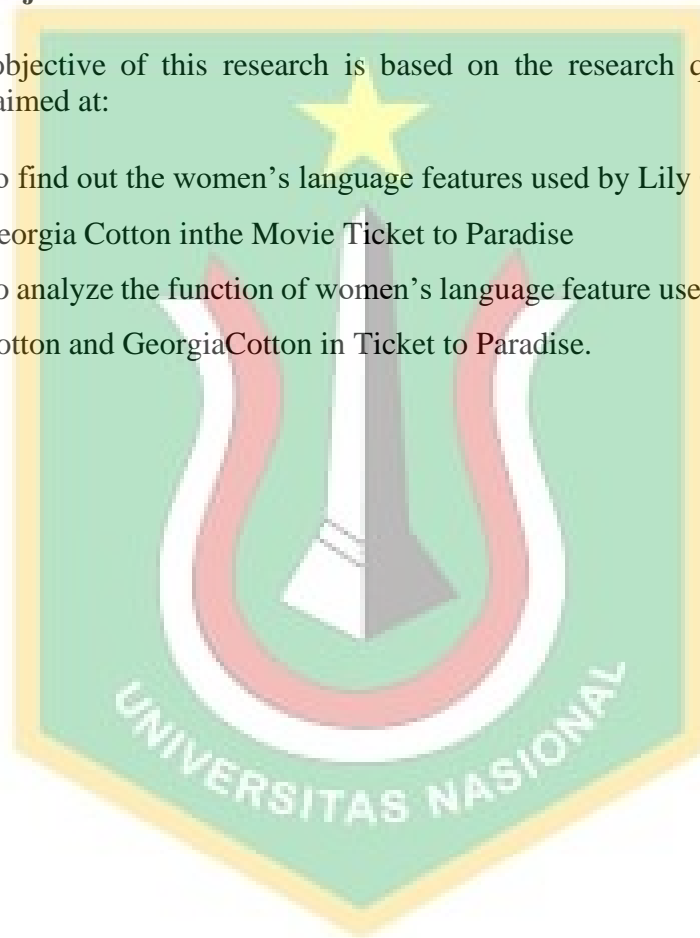 objective of this research is based on the research
aimed at:
o find out the women's language features used by Lily
eorgia Cotton inthe Movie Ticket to Paradise
o analyze the function of women's language feature use
otton and GeorgiaCotton in Ticket to Paradise.
UNIVERSITAS NASIONAL